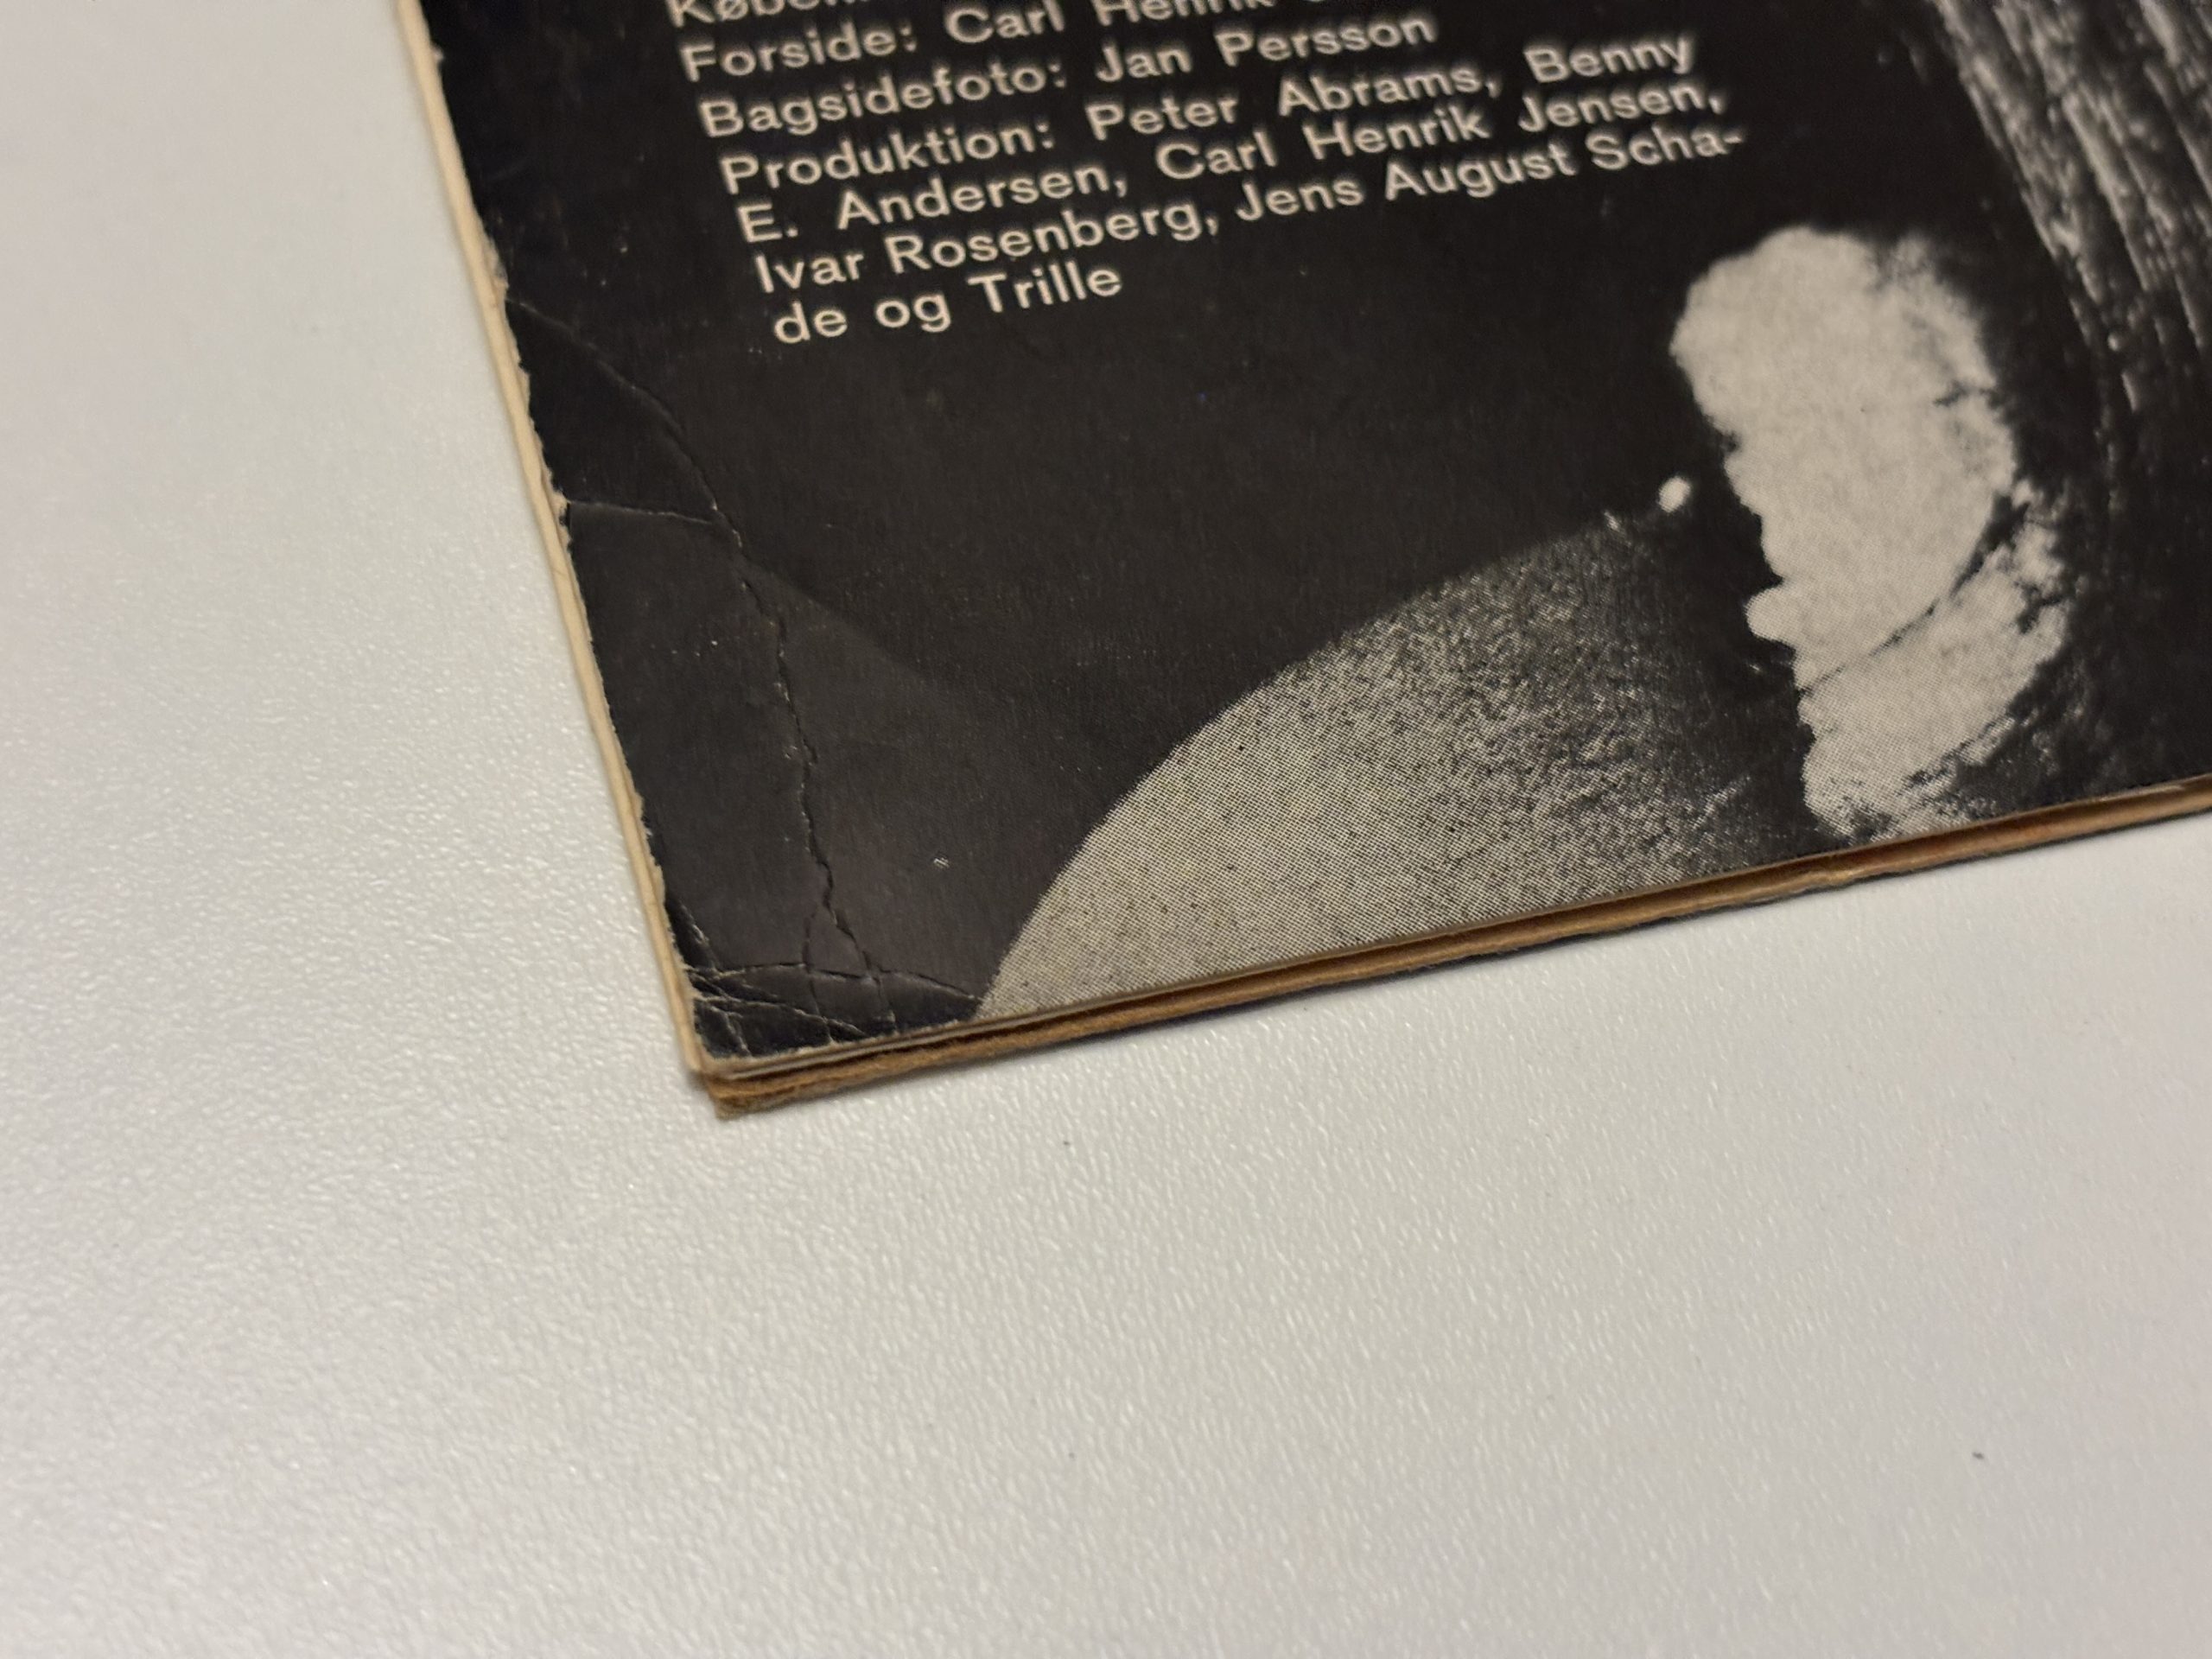 Forside: Carl Henrik
Bagsidefoto: Jan Persson
Produktion: Peter Abrams, Benny
E. Andersen, Carl Henrik Jensen,
Ivar Rosenberg, Jens August Scha-
de og Trille